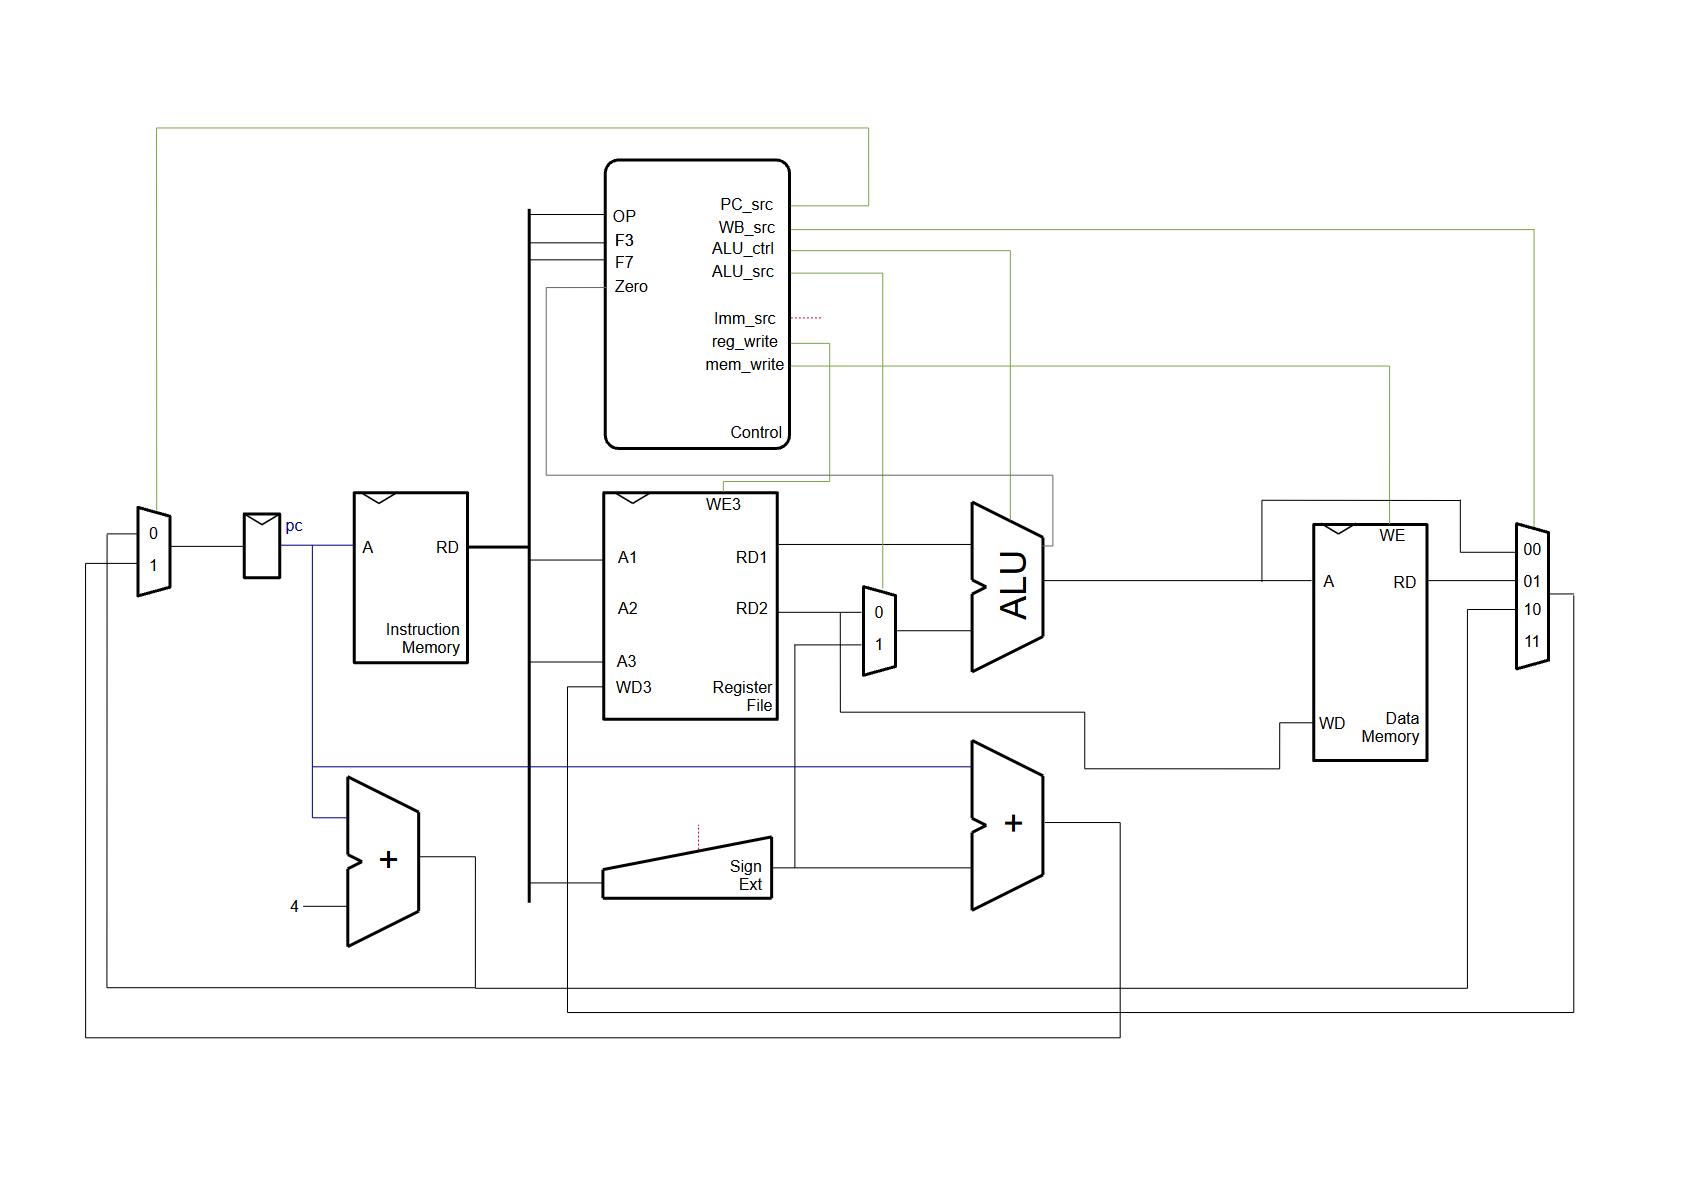 PC_src
WB_src
OP
F3
ALU_ctrl
F7
ALU_src
Zero
Imm_src
reg_write
mem_write
Control
WE3
pc
0
1
A
RD
Instruction
Memory
A1
RD1
A2
RD2
A3
WD3
Register
File
0
1
ALU
WE
A
RD
WD
Data
Memory
00
01
10
11
+
4
Sign
Ext
+